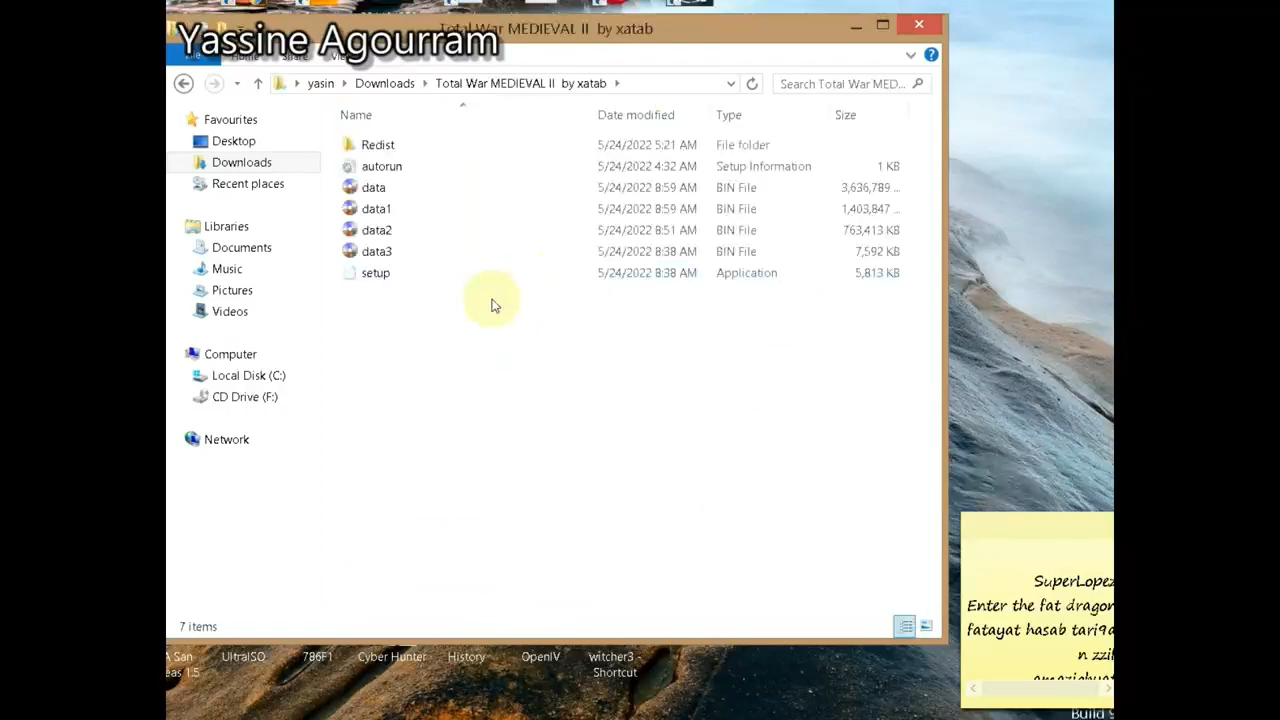 Total War MEDIEVAL II by xatab
Yassine Agourram
File Home Share View
yasin Downloads Total War MEDIEVAL II by xatab
Search Total War MED...
Name Date modified Type Size
Favourites
Desktop
Downloads
Recent places
Libraries
Documents
Music
Pictures
Videos
Computer
Local Disk (C:)
CD Drive (F:)
Network
Redist 5/24/2022 5:21 AM File folder
autorun 5/24/2022 4:32 AM Setup Information 1 KB
data 5/24/2022 8:59 AM BIN File 3,636,789 ...
data1 5/24/2022 8:59 AM BIN File 1,403,847 ...
data2 5/24/2022 8:51 AM BIN File 763,413 KB
data3 5/24/2022 8:38 AM BIN File 7,592 KB
setup 5/24/2022 8:38 AM Application 5,813 KB
7 items
SuperLopez
Enter the fat dragon
fatayat hasab tari9a
n zzil
A San
eas 1.5
UltraISO
786F1
Cyber Hunter
History
OpenIV
witcher3 -
Shortcut
Build 9